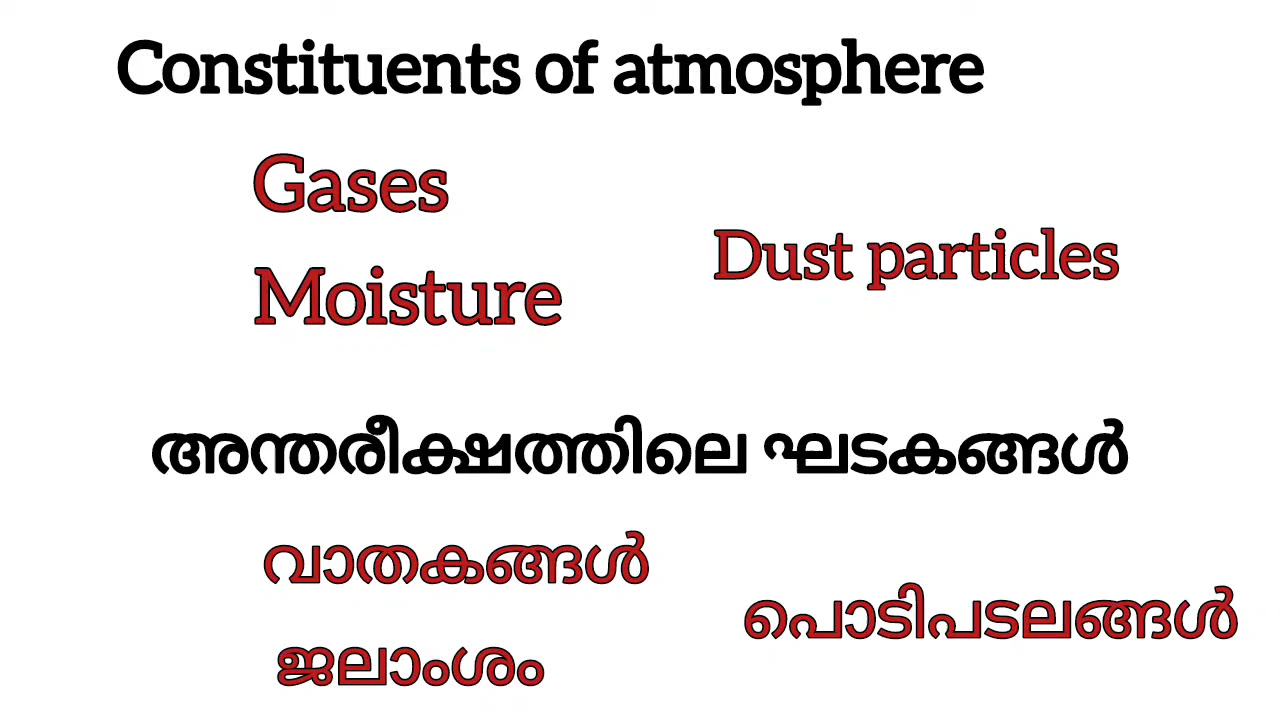 Constituents of atmosphere
Gases
Dust particles
Moisture
അന്തരീക്ഷത്തിലെ ഘടകങ്ങൾ
വാതകങ്ങൾ
പൊടിപടലങ്ങൾ
ജലാംശം